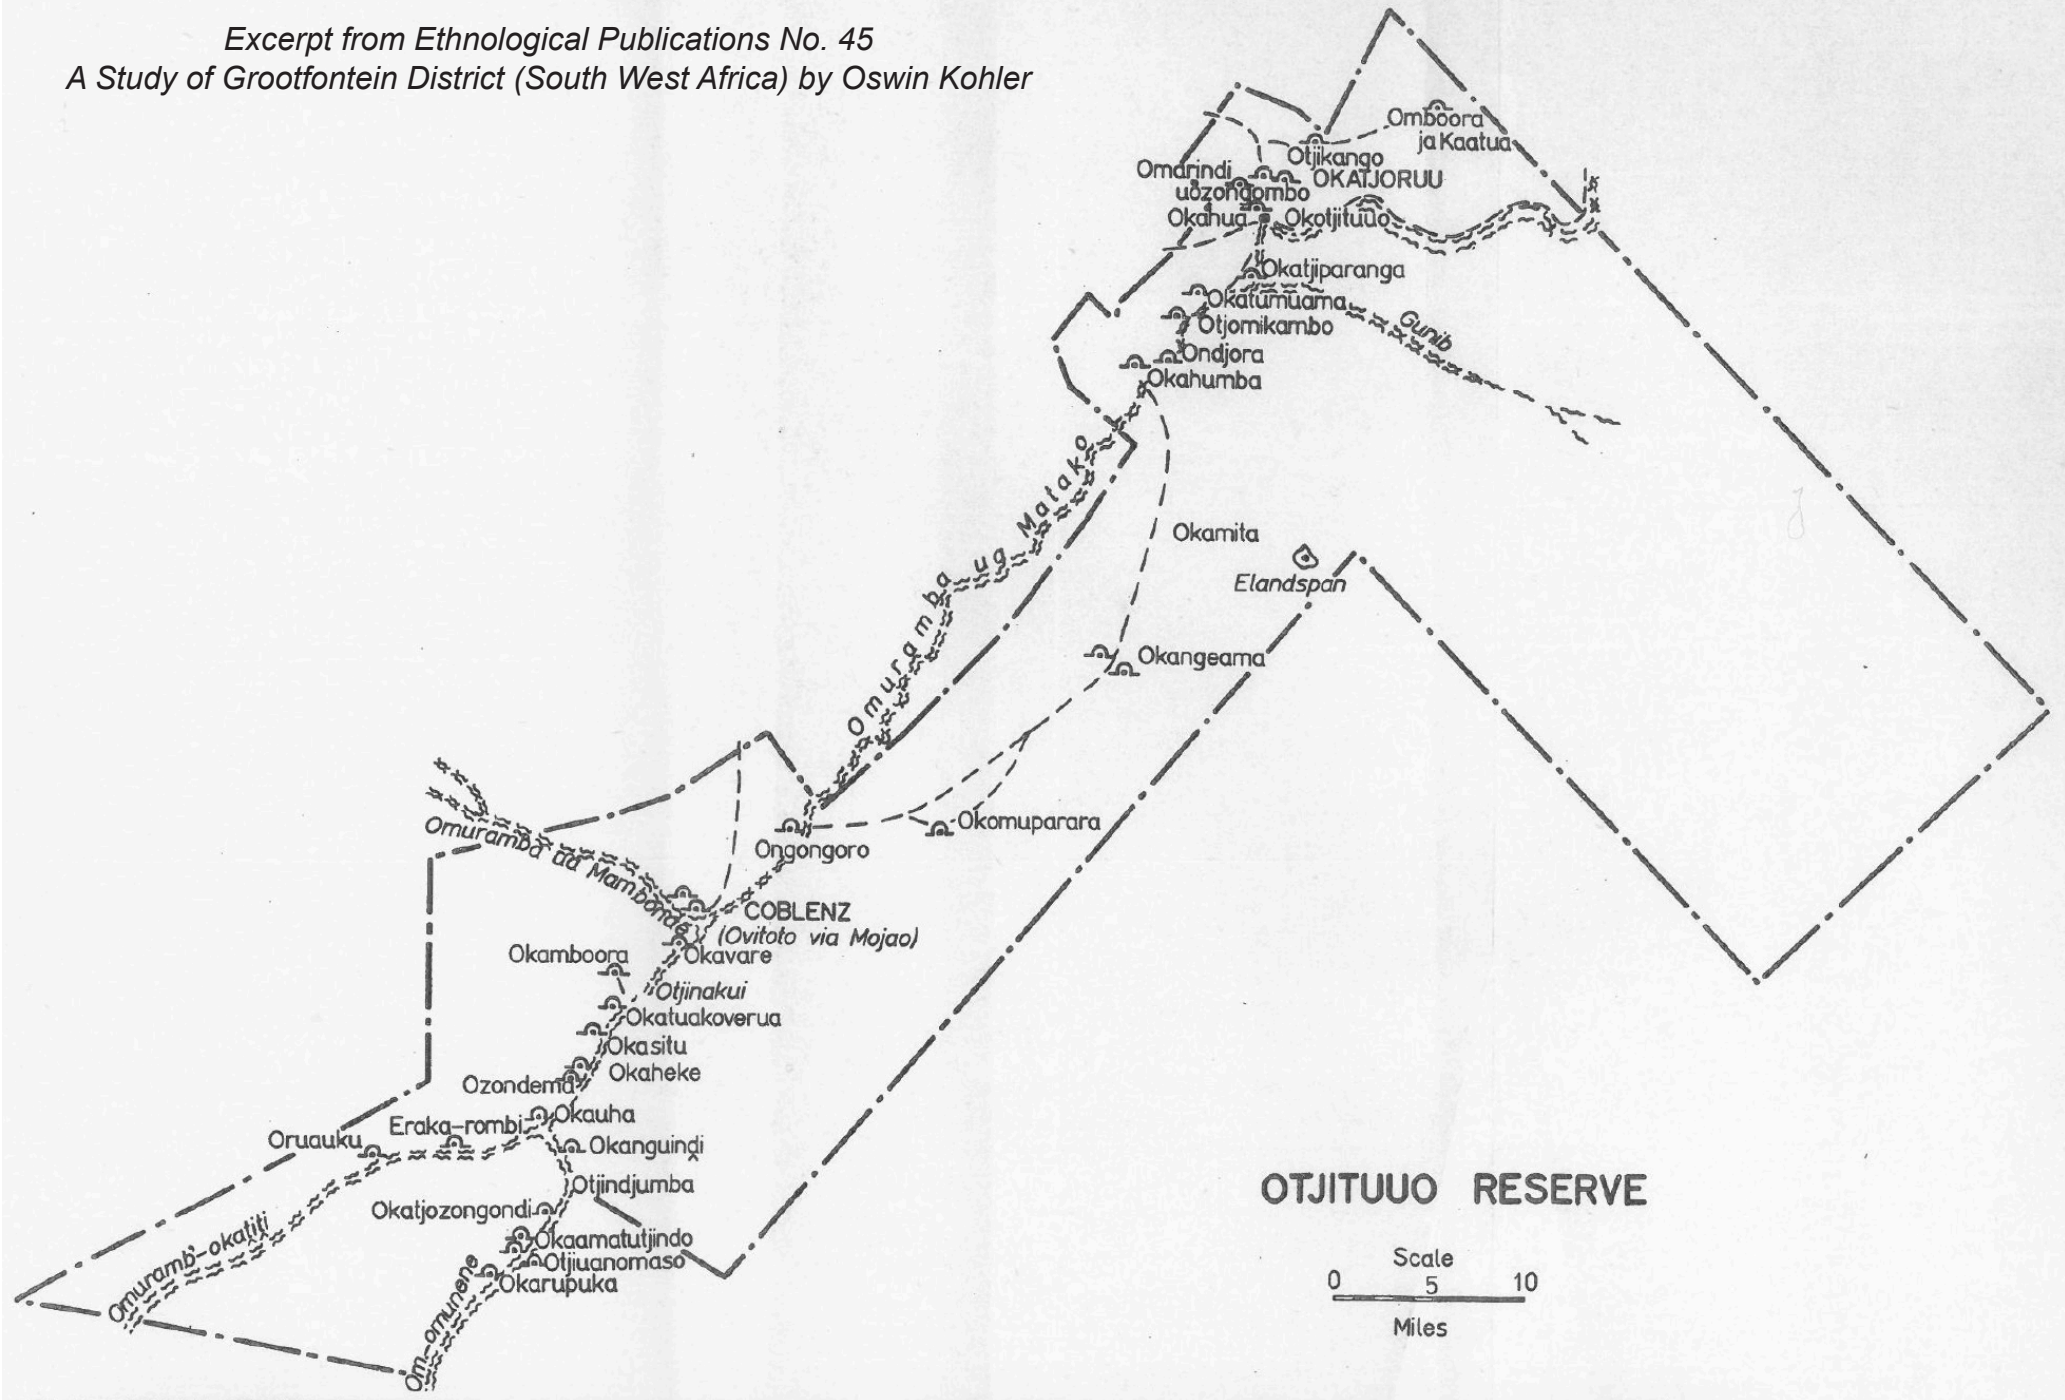 Excerpt from Ethnological Publications No. 45
A Study of Grootfontein District (South West Africa) by Oswin Kohler
Omboora
ja Kaatua
Otjikango
Omarindi
uozongombo
OKATJORUU
Okahua
Okotjituuo
Okatjiparanga
Okatumuama
Gunib
Otjomikambo
Ondjora
Okahumba
Omuramba ug Matako
Okamita
Elandspan
Okangeama
Okomuparara
Ongongoro
Omuramba ua Mambonde
COBLENZ
(Ovitoto via Mojao)
Okamboora
Okavare
Otjinakui
Okatuakoverua
Okasitu
Okaheke
Ozondema
Okauha
Eraka-rombi
Oruauku
Okanguindi
Otjindjumba
Okatjozongondi
Okaamatutjindo
Otjiuanomaso
Okarupuka
Omuramb'-okatiti
Om.-omunene
OTJITUUO RESERVE
Scale
0 5 10
Miles